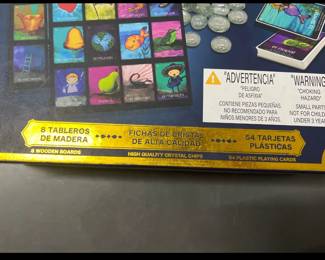 "ADVERTENCIA"
"PELIGRO
DE ASFIXIA"
CONTIENE PIEZAS PEQUEÑAS.
NO RECOMENDADO PARA
NIÑOS MENORES DE 3 AÑOS.
"WARNING
"CHOKING
HAZARD"
SMALL PART
NOT FOR CHILD
UNDER 3 YEA
8 TABLEROS
DE MADERA
8 WOODEN BOARDS
FICHAS DE CRISTAL
DE ALTA CALIDAD
HIGH QUALITY CRYSTAL CHIPS
54 TARJETAS
PLÁSTICAS
54 PLASTIC PLAYING CARDS